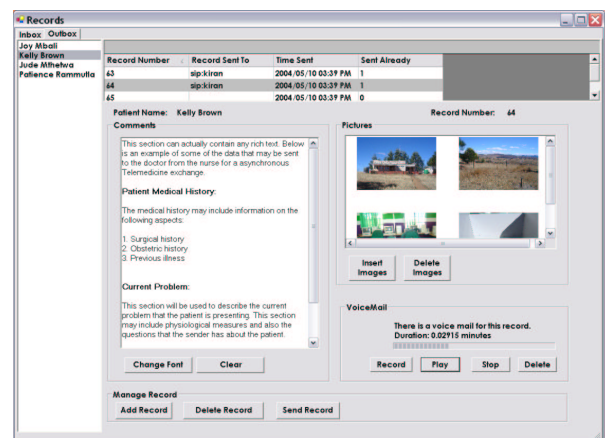 Records
Inbox Outbox
Joy Mbali
Kelly Brown
Jude Mthetwa
Patience Rammutla
Record Number Record Sent To Time Sent Sent Already
63 sip:kiran 2004/05/10 03:39 PM 1
64 sip:kiran 2004/05/10 03:39 PM 1
65 2004/05/10 03:39 PM 0
Patient Name: Kelly Brown Record Number: 64
Comments
This section can actually contain any rich text. Below
is an example of some of the data that may be sent
to the doctor from the nurse for a asynchronous
Telemedicine exchange.
Patient Medical History:
The medical history may include information on the
following aspects:
1. Surgical history
2. Obstetric history
3. Previous illness
Current Problem:
This section will be used to describe the current
problem that the patient is presenting. This section
may include physiological measures and also the
questions that the sender has about the patient.
Change Font Clear
Pictures
Insert Images
Delete Images
VoiceMail
There is a voice mail for this record.
Duration: 0.02915 minutes
Record Play Stop Delete
Manage Record
Add Record Delete Record Send Record